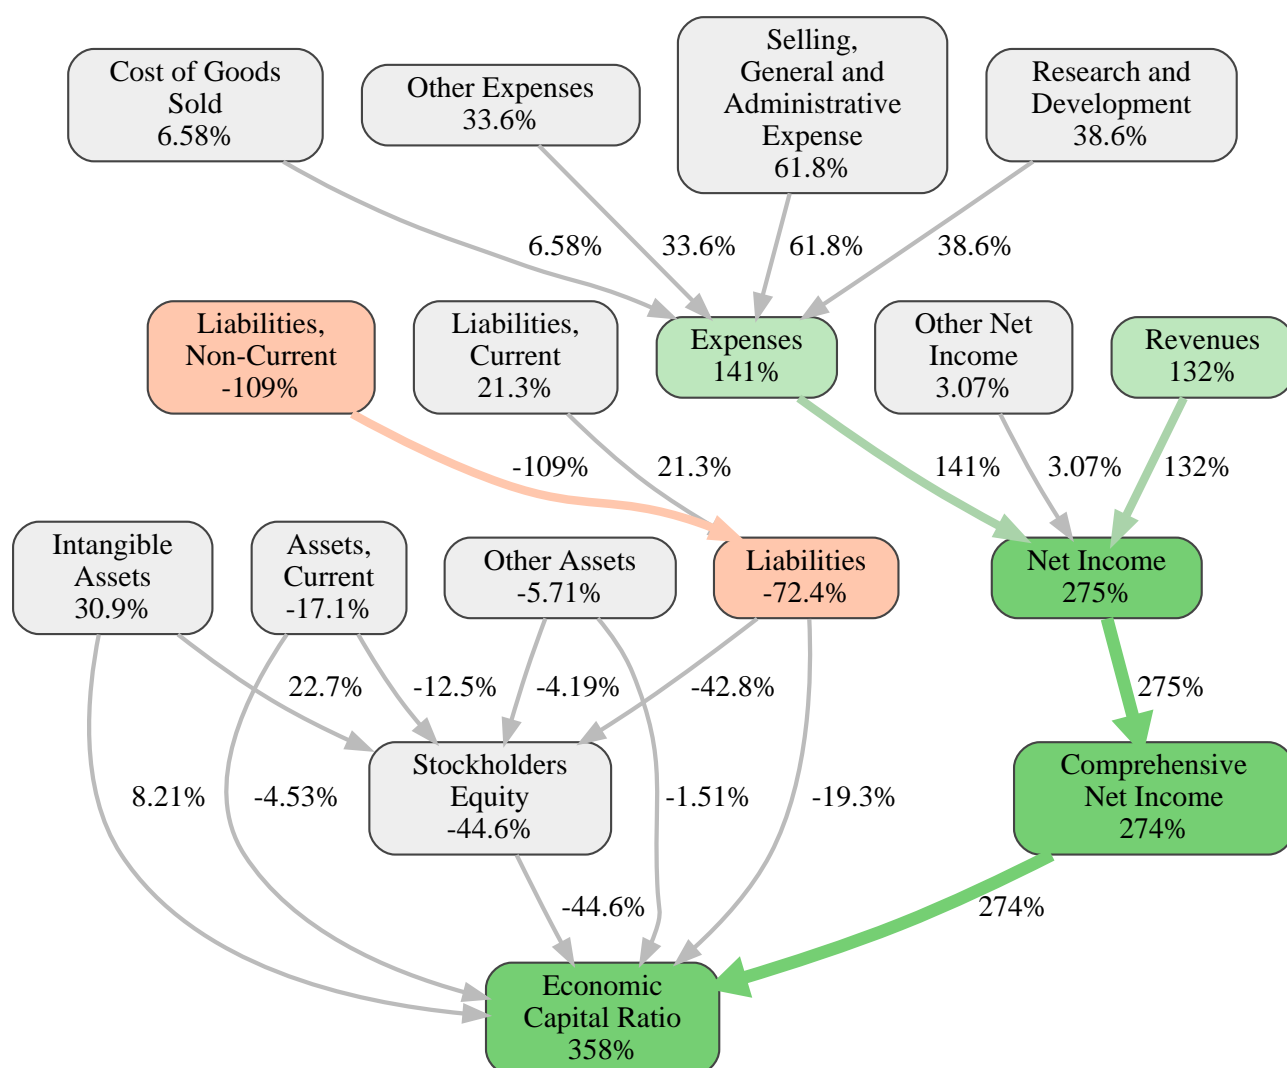 Cost of Goods
Sold
6.58%
Other Expenses
33.6%
Selling,
General and
Administrative
Expense
61.8%
Research and
Development
38.6%
6.58%
33.6%
61.8%
38.6%
Liabilities,
Non-Current
-109%
Liabilities,
Current
21.3%
Expenses
141%
Other Net
Income
3.07%
Revenues
132%
-109%
21.3%
141%
3.07%
132%
Intangible
Assets
30.9%
Assets,
Current
-17.1%
Other Assets
-5.71%
Liabilities
-72.4%
Net Income
275%
22.7%
-12.5%
-4.19%
-42.8%
275%
Stockholders
Equity
-44.6%
Comprehensive
Net Income
274%
8.21%
-4.53%
-1.51%
-19.3%
-44.6%
274%
Economic
Capital Ratio
358%